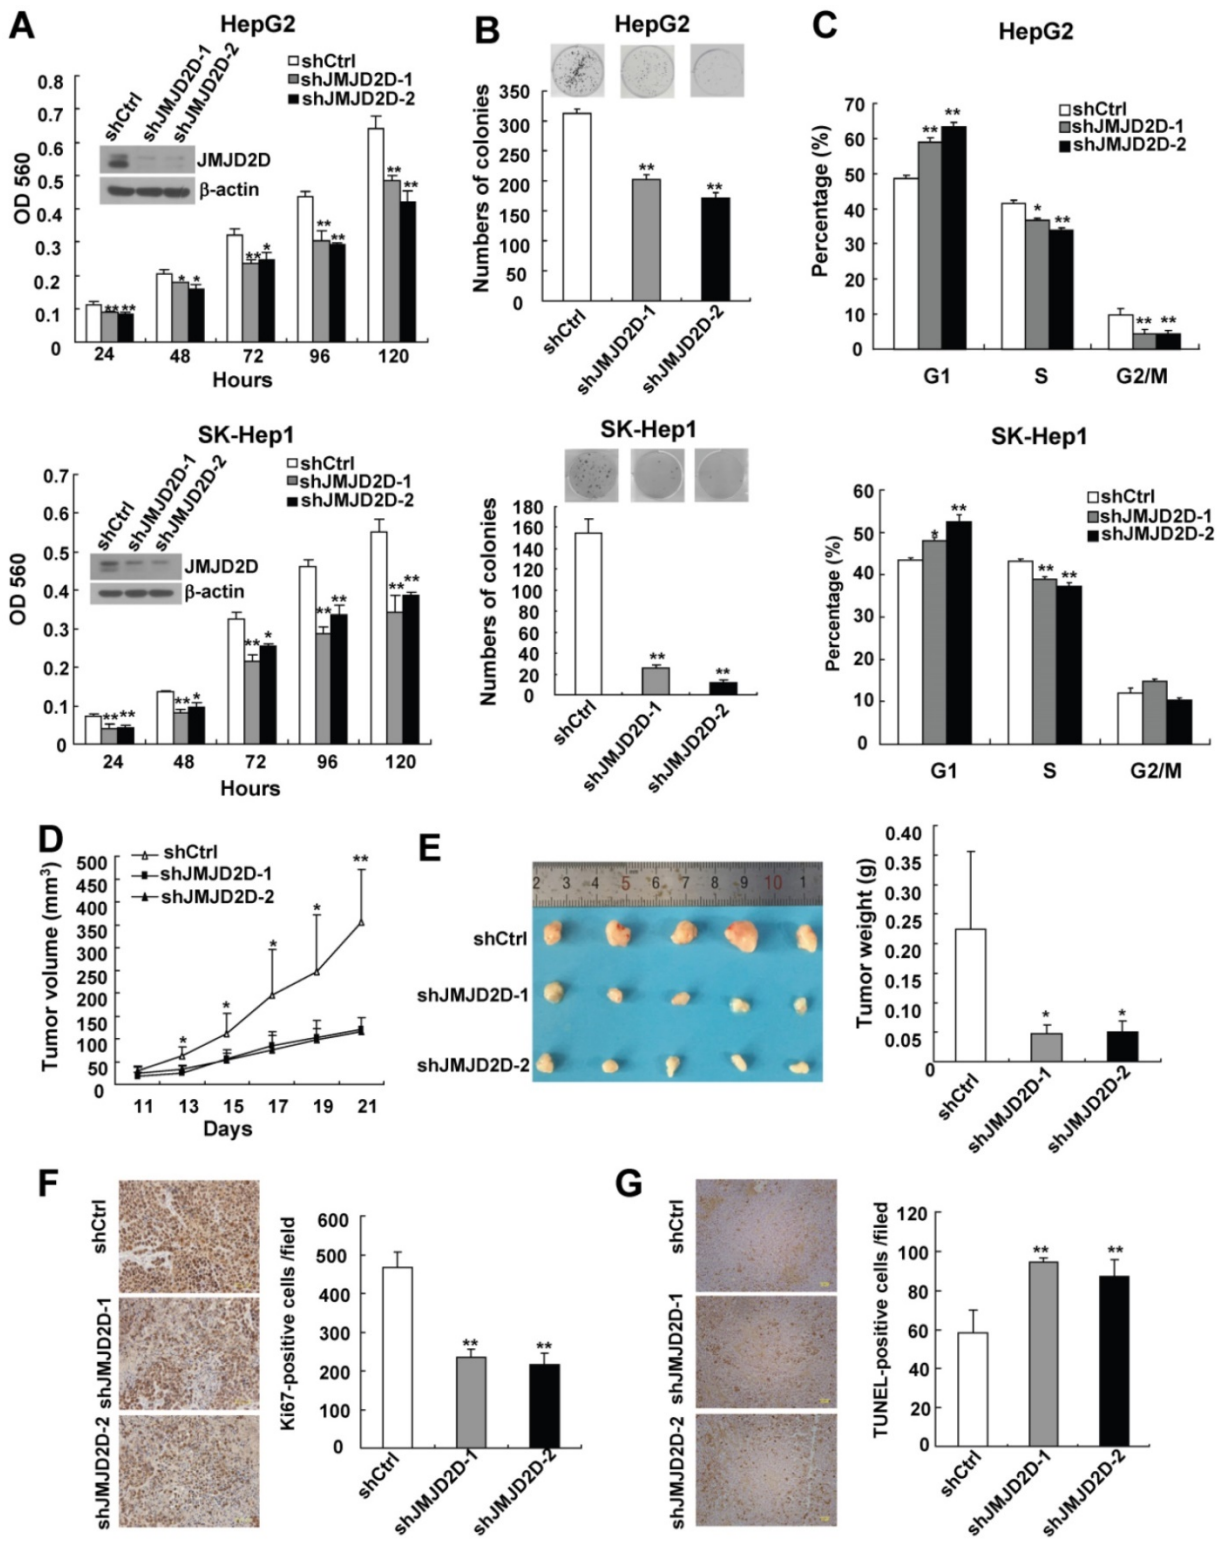 A
HepG2
shCtrl
shJMJD2D-1
shJMJD2D-2
shCtrl
shJMJD2D-1
shJMJD2D-2
JMJD2D
β-actin
OD 560
0.8
0.7
0.6
0.5
0.4
0.3
0.2
0.1
0
** **
* *
** *
** **
** **
24 48 72 96 120
Hours
SK-Hep1
shCtrl
shJMJD2D-1
shJMJD2D-2
shCtrl
shJMJD2D-1
shJMJD2D-2
JMJD2D
β-actin
OD 560
0.7
0.6
0.5
0.4
0.3
0.2
0.1
0
** **
** *
** *
** **
** **
24 48 72 96 120
Hours
B
HepG2
Numbers of colonies
350
300
250
200
150
100
50
0
**
**
shCtrl
shJMJD2D-1
shJMJD2D-2
SK-Hep1
Numbers of colonies
180
160
140
120
100
80
60
40
20
0
**
**
shCtrl
shJMJD2D-1
shJMJD2D-2
C
HepG2
shCtrl
shJMJD2D-1
shJMJD2D-2
Percentage (%)
70
60
50
40
30
20
10
0
** **
* **
** **
G1 S G2/M
SK-Hep1
shCtrl
shJMJD2D-1
shJMJD2D-2
Percentage (%)
60
50
40
30
20
10
0
* **
** **
G1 S G2/M
D
shCtrl
shJMJD2D-1
shJMJD2D-2
Tumor volume (mm³)
500
450
400
350
300
250
200
150
100
50
0
*
*
*
*
**
11 13 15 17 19 21
Days
E
2 3 4 5 6 7 8 9 10 1
shCtrl
shJMJD2D-1
shJMJD2D-2
Tumor weight (g)
0.40
0.35
0.30
0.25
0.20
0.15
0.10
0.05
0
*
*
shCtrl
shJMJD2D-1
shJMJD2D-2
F
shCtrl
shJMJD2D-1
shJMJD2D-2
Ki67-positive cells /field
600
500
400
300
200
100
0
**
**
shCtrl
shJMJD2D-1
shJMJD2D-2
G
shCtrl
shJMJD2D-1
shJMJD2D-2
TUNEL-positive cells /filed
120
100
80
60
40
20
0
**
**
shCtrl
shJMJD2D-1
shJMJD2D-2